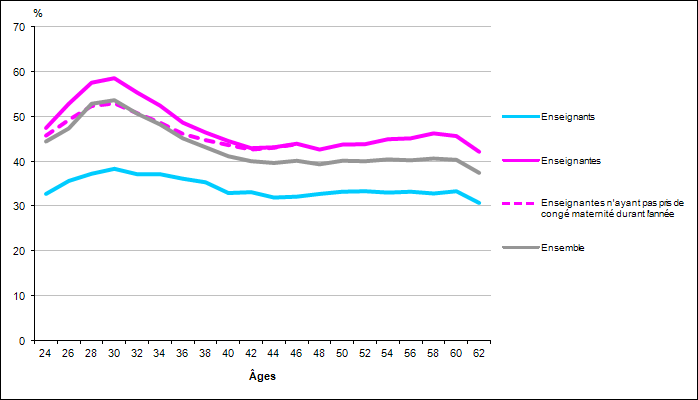 %
70
60
50
40
30
20
10
0
24 26 28 30 32 34 36 38 40 42 44 46 48 50 52 54 56 58 60 62
Âges
Enseignants
Enseignantes
Enseignantes n'ayant pas pris de
congé maternité durant l'année
Ensemble